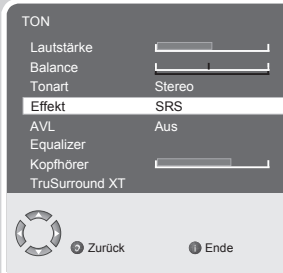 TON
Lautstärke
Balance
Tonart Stereo
Effekt SRS
AVL Aus
Equalizer
Kopfhörer
TruSurround XT
Zurück Ende